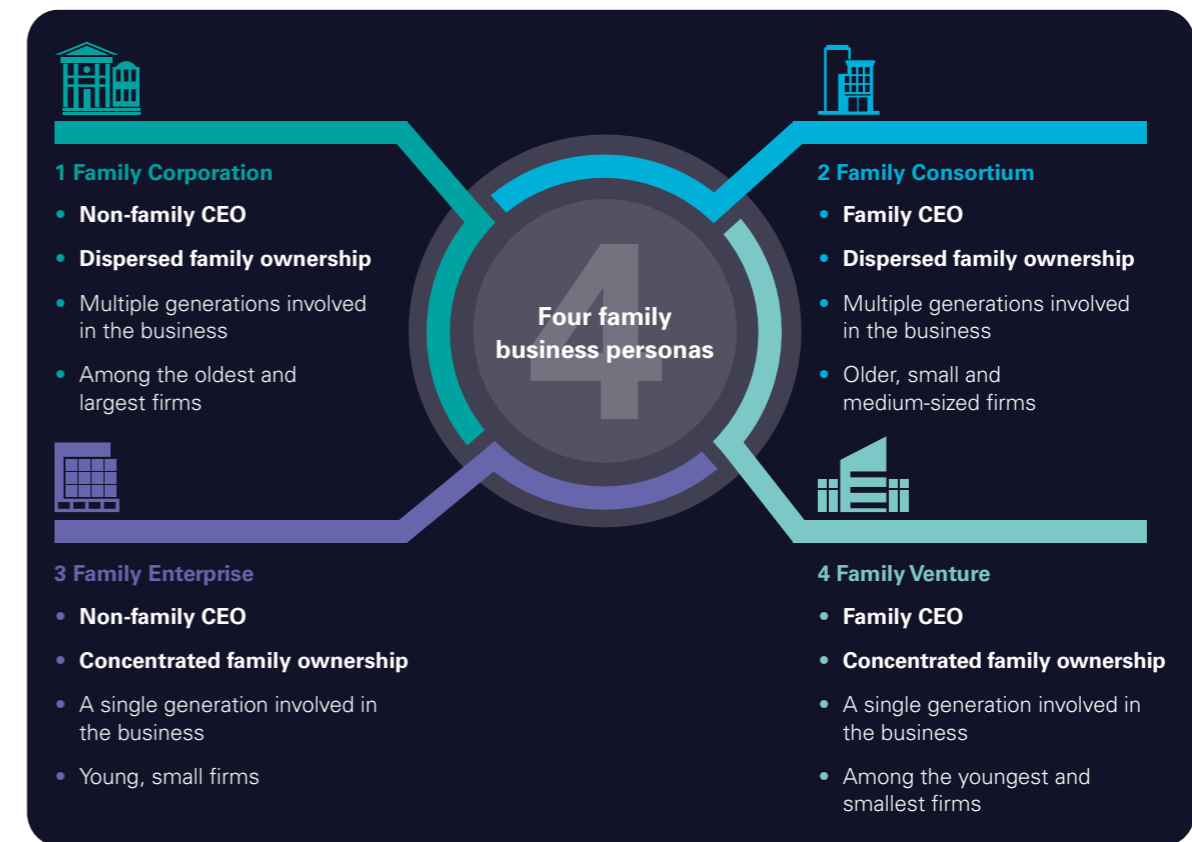 1 Family Corporation
• Non-family CEO
• Dispersed family ownership
• Multiple generations involved
in the business
• Among the oldest and
largest firms
2 Family Consortium
• Family CEO
• Dispersed family ownership
• Multiple generations involved
in the business
• Older, small and
medium-sized firms
4
Four family
business personas
3 Family Enterprise
• Non-family CEO
• Concentrated family ownership
• A single generation involved in
the business
• Young, small firms
4 Family Venture
• Family CEO
• Concentrated family ownership
• A single generation involved in
the business
• Among the youngest and
smallest firms